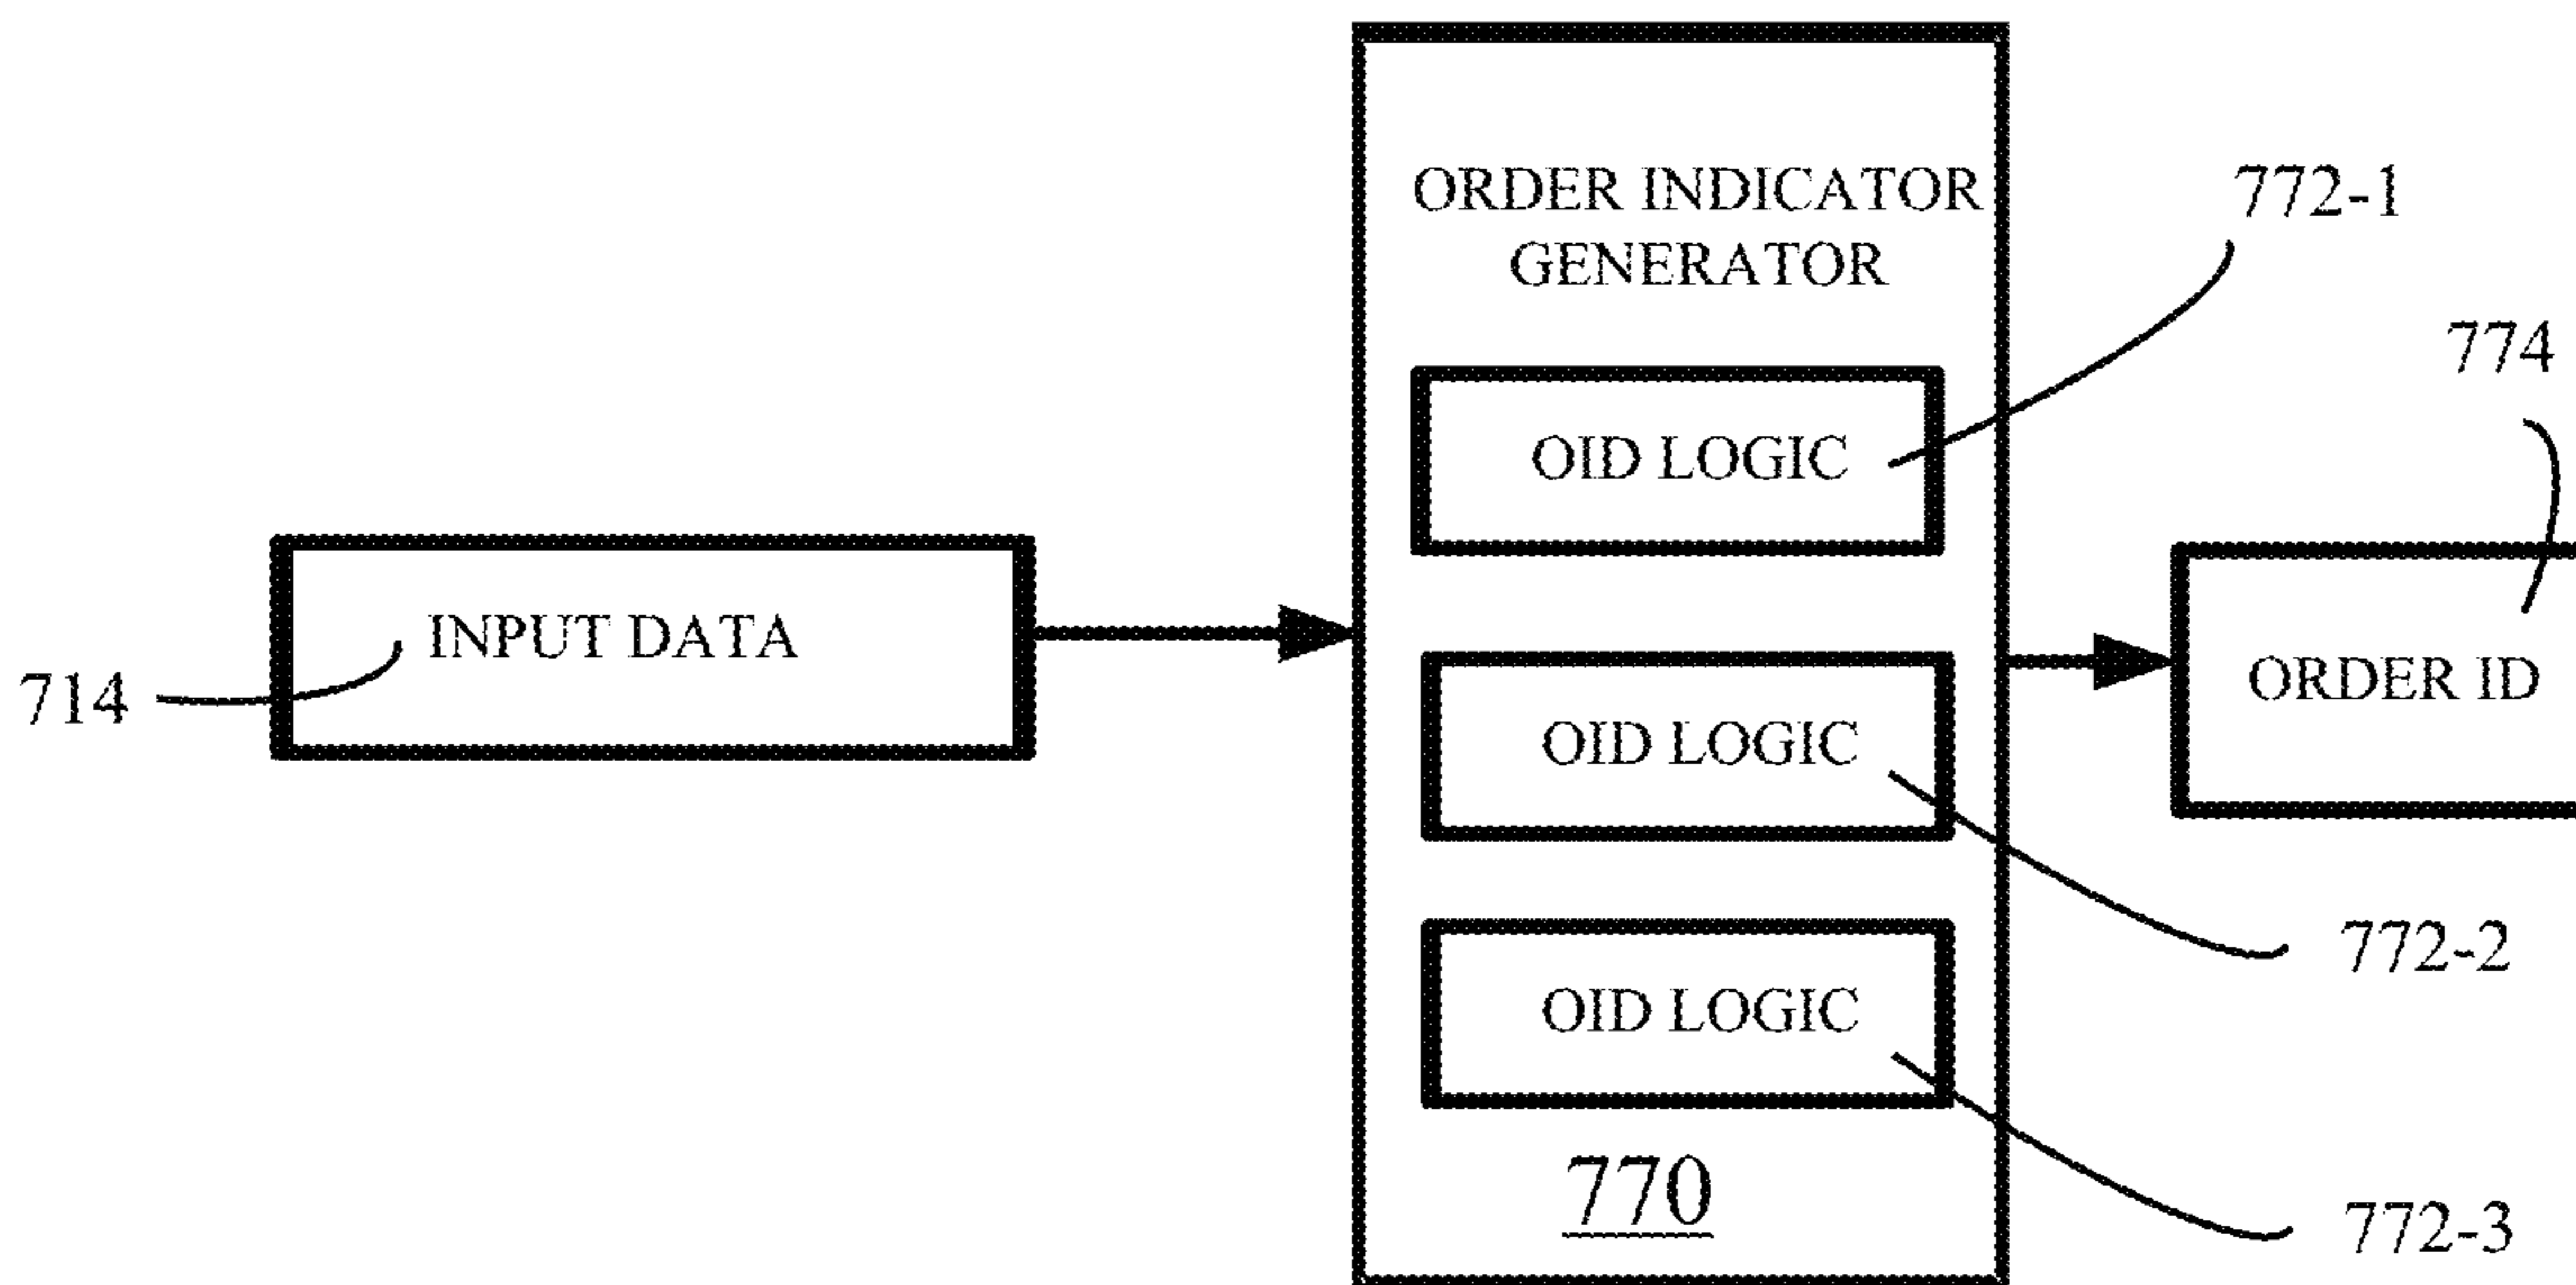 ORDER INDICATOR
GENERATOR
772-1
774
OID LOGIC
INPUT DATA
714
ORDER ID
OID LOGIC
772-2
OID LOGIC
770
772-3